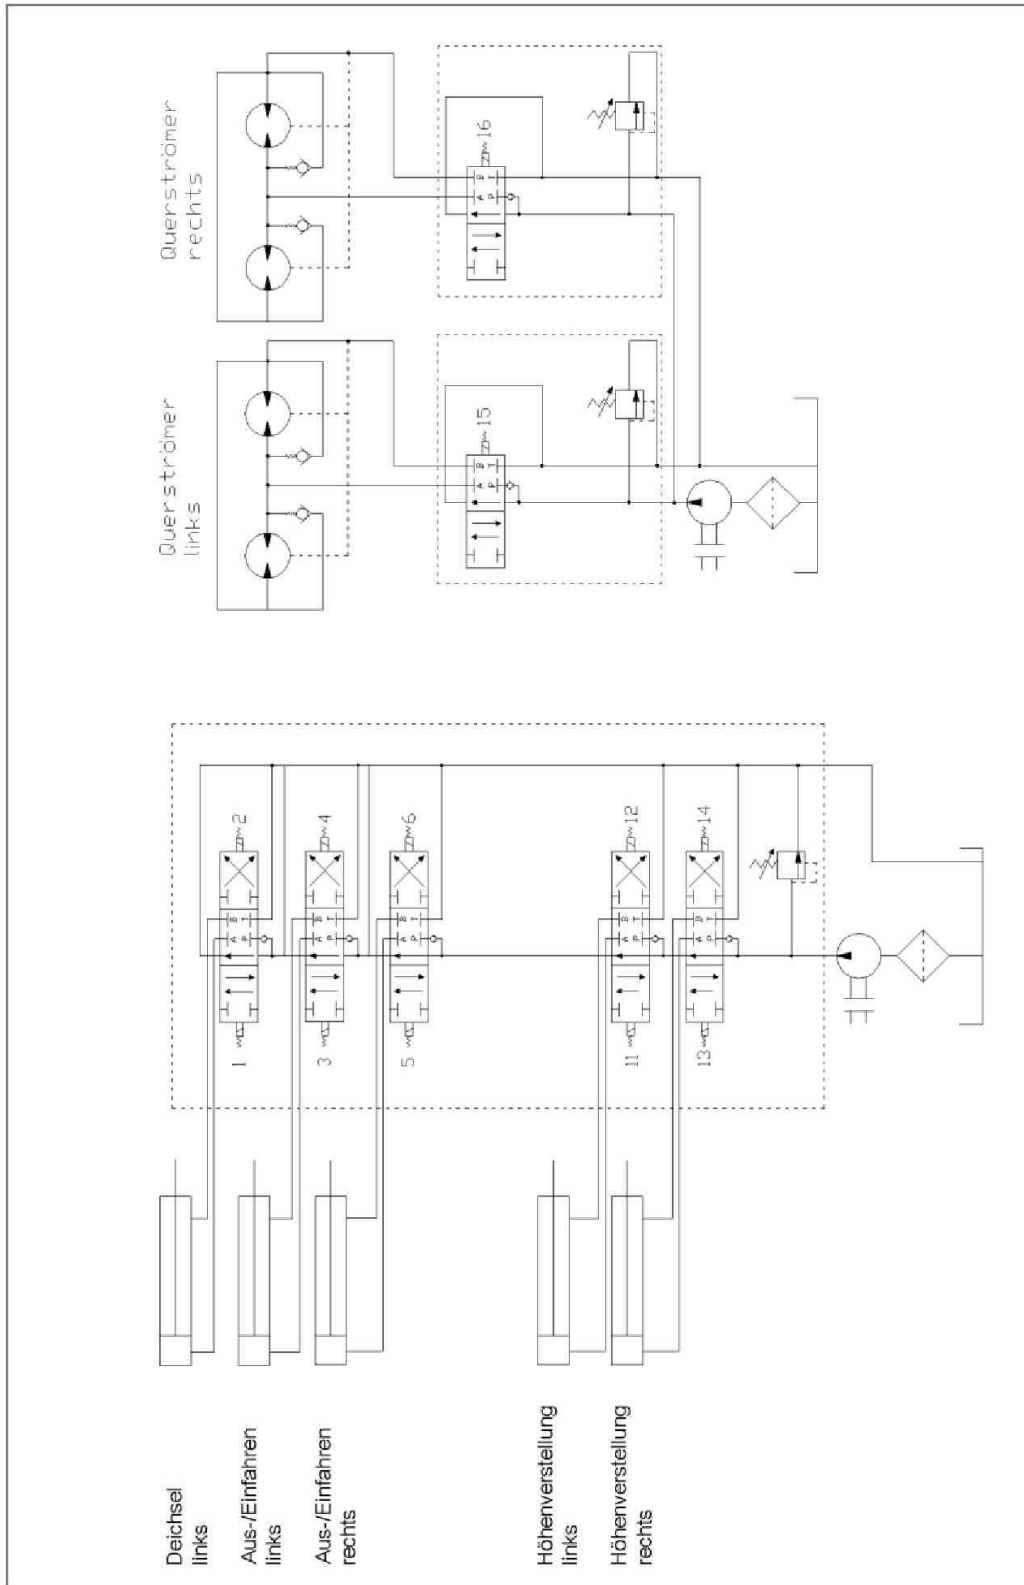 Deichsel
links
1
A B
P T
2
Aus-/Einfahren
links
3
A B
P T
4
Aus-/Einfahren
rechts
5
A B
P T
6
Höhenverstellung
links
11
A B
P T
12
Höhenverstellung
rechts
13
A B
P T
14
Querströmer
links
A B
P T
15
Querströmer
rechts
A B
P T
16